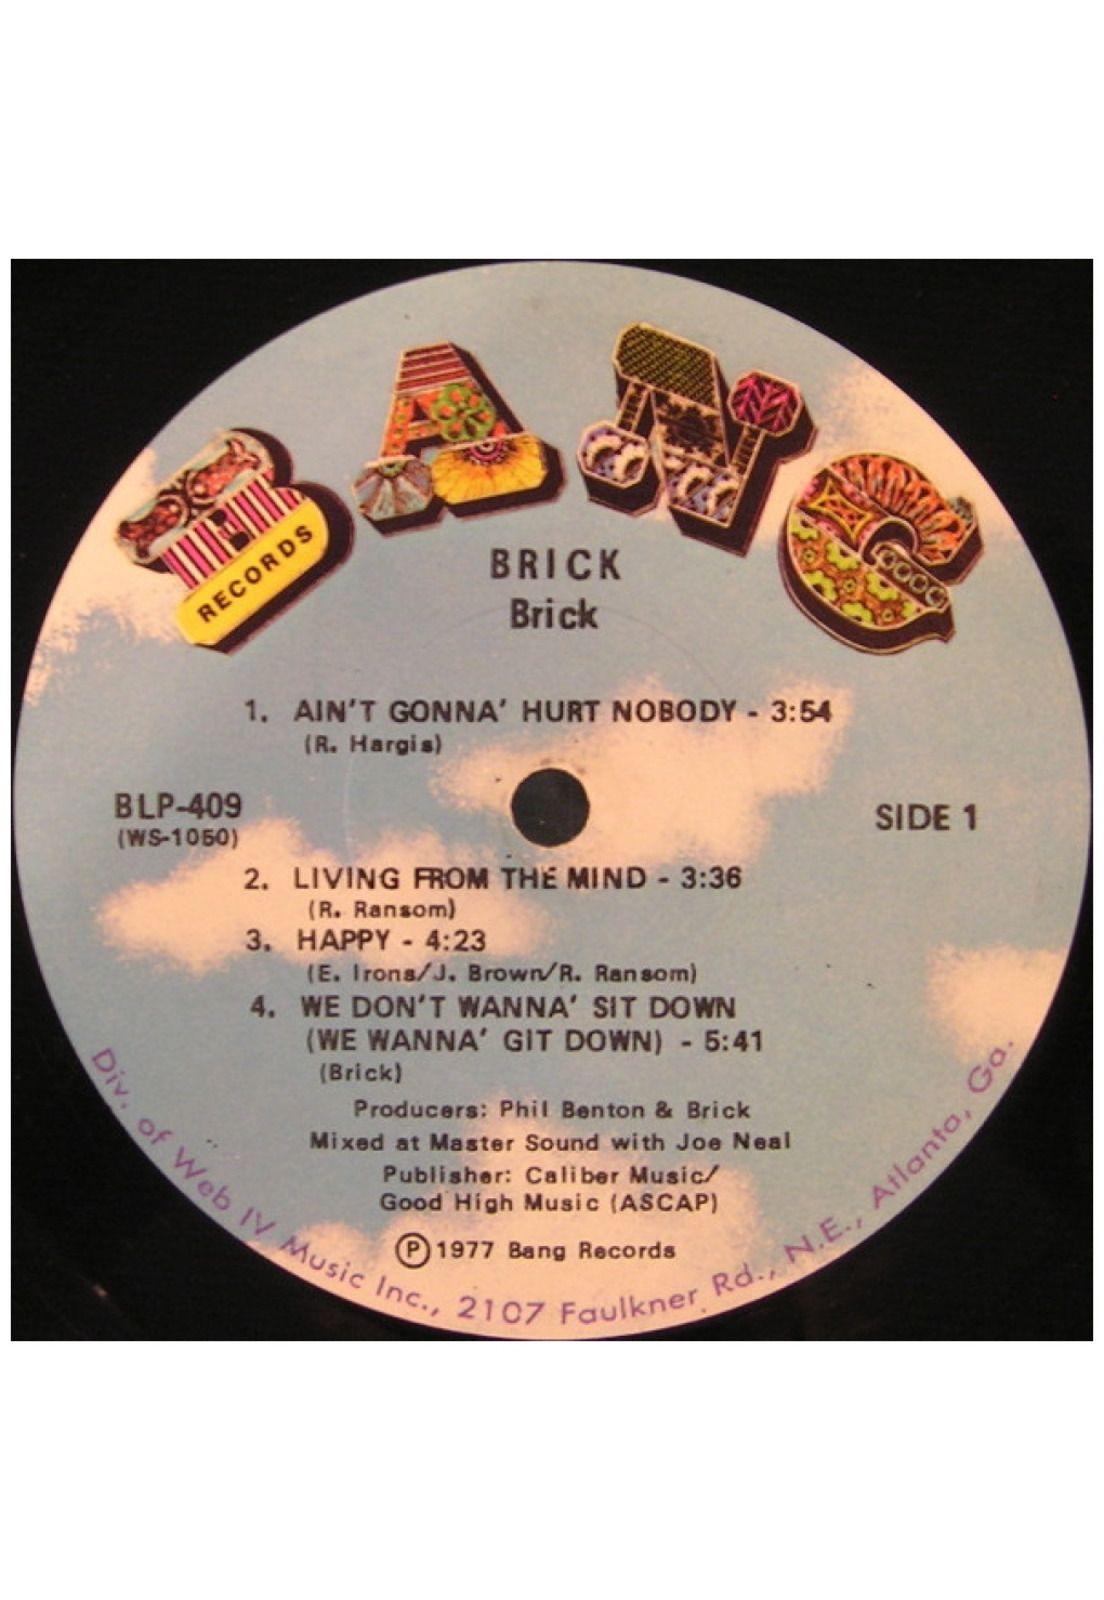 BANG
RECORDS
BRICK
Brick
1. AIN'T GONNA' HURT NOBODY - 3:54
(R. Hargis)
BLP-409
(WS-1050)
SIDE 1
2. LIVING FROM THE MIND - 3:36
(R. Ransom)
3. HAPPY - 4:23
(E. Irons/J. Brown/R. Ransom)
4. WE DON'T WANNA' SIT DOWN
(WE WANNA' GIT DOWN) - 5:41
(Brick)
Producers: Phil Benton & Brick
Mixed at Master Sound with Joe Neal
Publisher: Caliber Music/
Good High Music (ASCAP)
Ⓟ 1977 Bang Records
Div. of Web IV Music Inc., 2107 Faulkner Rd., N.E., Atlanta, Ga.